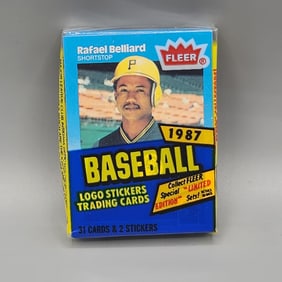 Rafael Belliard
SHORTSTOP
FLEER®
P
1987
BASEBALL
LOGO STICKERS
TRADING CARDS
Collect FLEER
Special "LIMITED
EDITION" Sets!
31 CARDS & 2 STICKERS